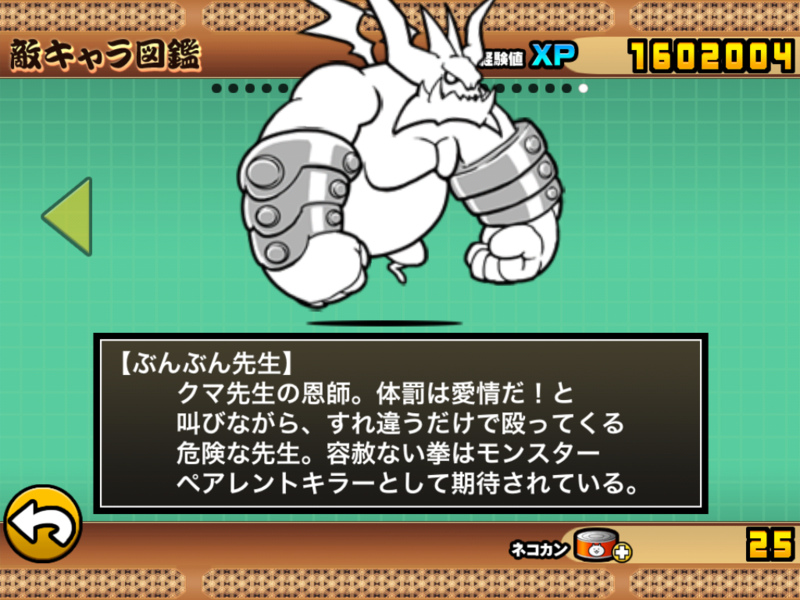 敵キャラ図鑑
経験値 XP 1602004
【ぶんぶん先生】
クマ先生の恩師。体罰は愛情だ！と
叫びながら、すれ違うだけで殴ってくる
危険な先生。容赦ない拳はモンスター
ペアレントキラーとして期待されている。
ネコカン 25